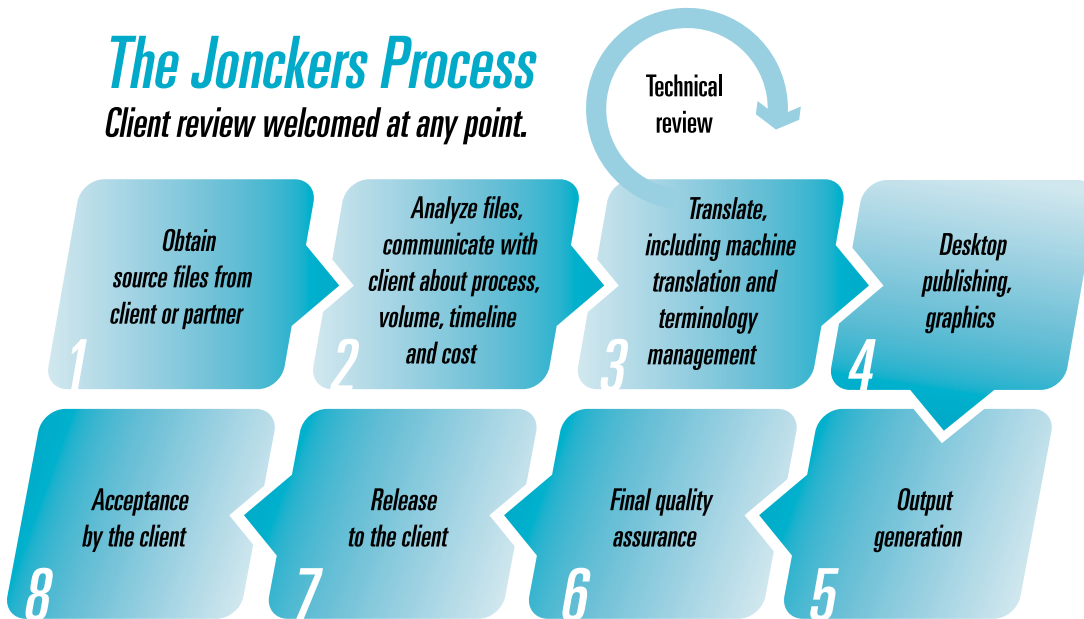 The Jonckers Process
Client review welcomed at any point.
Technical
review
Obtain
source files from
client or partner
1
Analyze files,
communicate with
client about process,
volume, timeline
and cost
2
Translate,
including machine
translation and
terminology
management
3
Desktop
publishing,
graphics
4
Output
generation
5
Final quality
assurance
6
Release
to the client
7
Acceptance
by the client
8